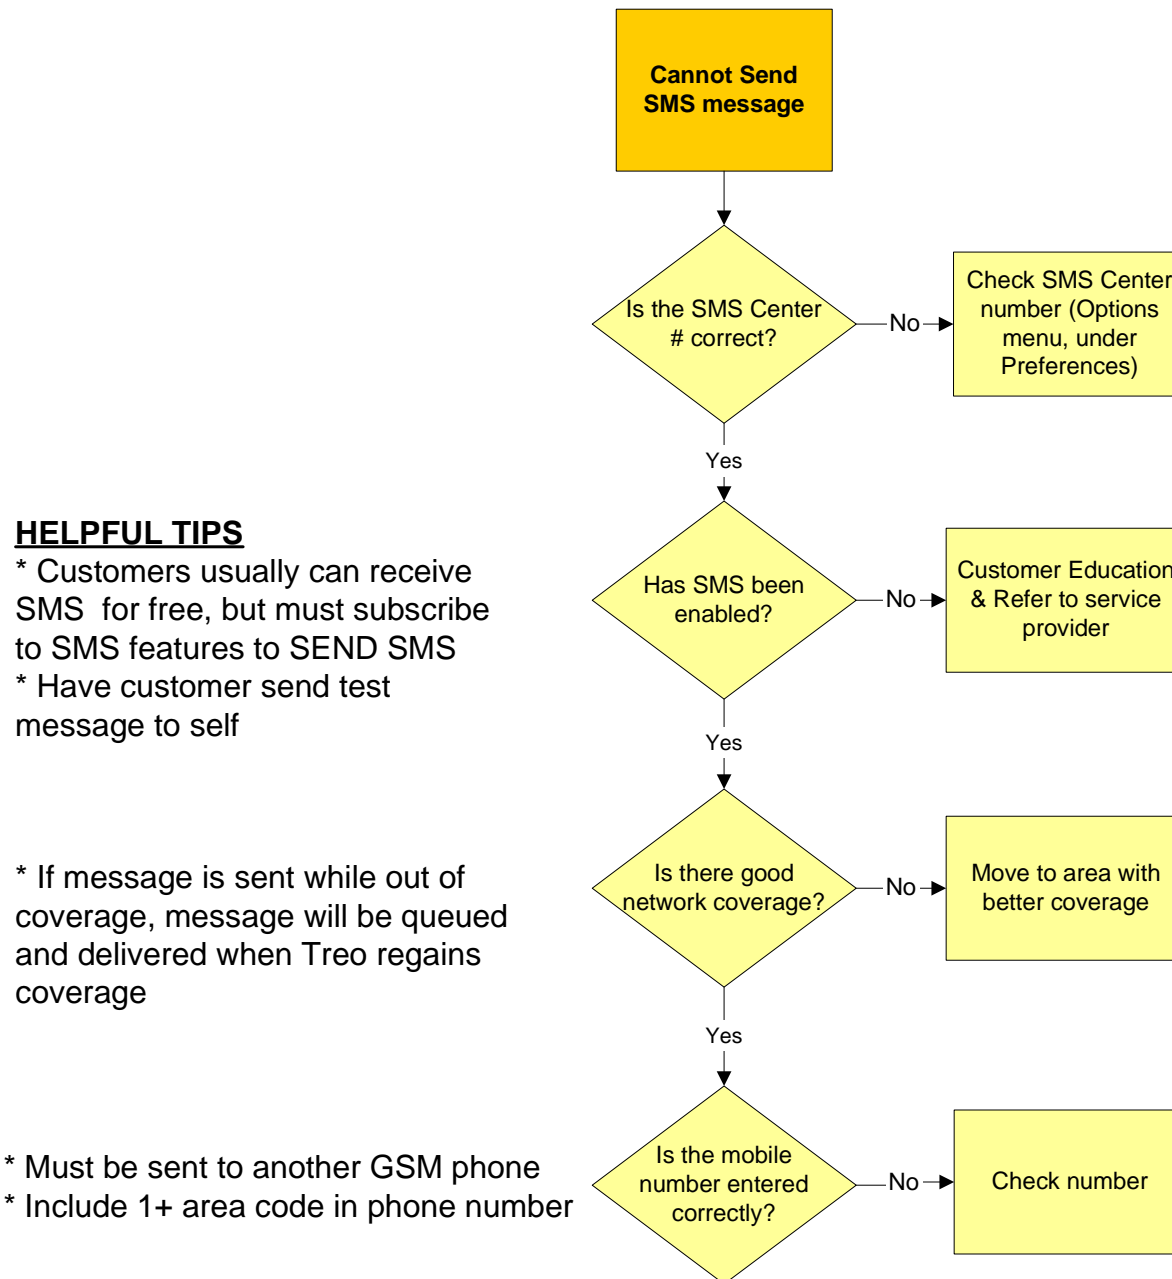 Cannot Send
SMS message
Is the SMS Center
# correct?
No
Check SMS Center
number (Options
menu, under
Preferences)
Yes
HELPFUL TIPS
* Customers usually can receive
SMS  for free, but must subscribe
to SMS features to SEND SMS
* Have customer send test
message to self
Has SMS been
enabled?
No
Customer Education
& Refer to service
provider
Yes
* If message is sent while out of
coverage, message will be queued
and delivered when Treo regains
coverage
Is there good
network coverage?
No
Move to area with
better coverage
Yes
* Must be sent to another GSM phone
* Include 1+ area code in phone number
Is the mobile
number entered
correctly?
No
Check number